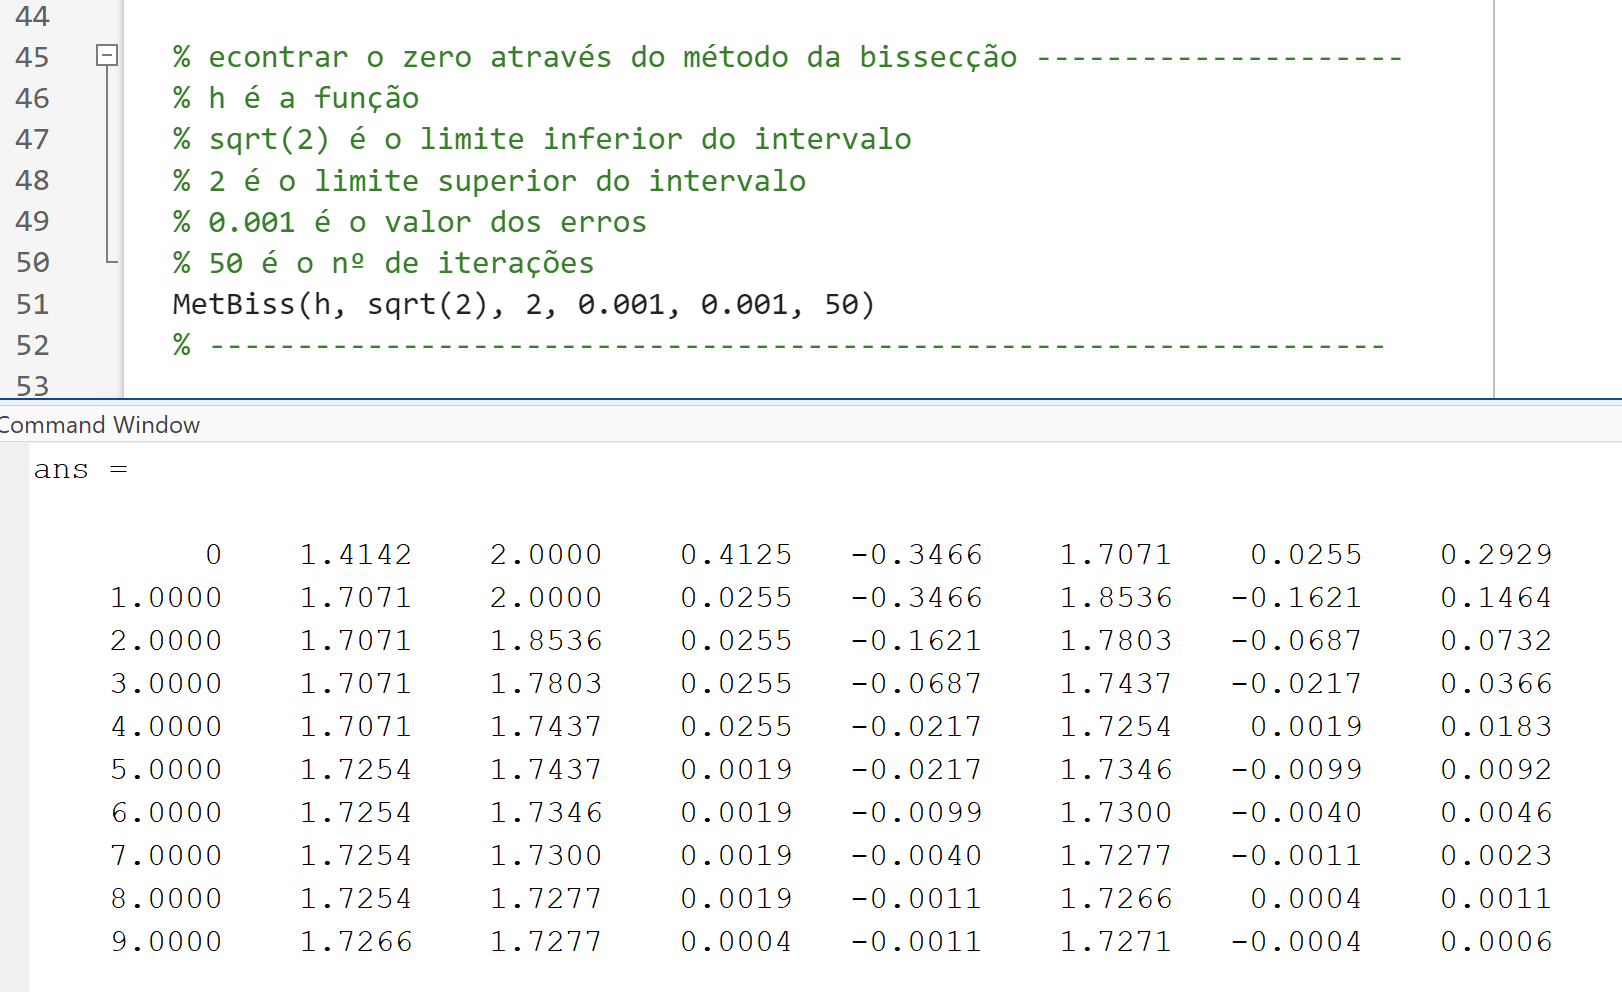 44
45 % econtrar o zero através do método da bissecção ---------------------
46 % h é a função
47 % sqrt(2) é o limite inferior do intervalo
48 % 2 é o limite superior do intervalo
49 % 0.001 é o valor dos erros
50 % 50 é o nº de iterações
51 MetBiss(h, sqrt(2), 2, 0.001, 0.001, 50)
52 % -------------------------------------------------------------------
53
Command Window
ans =
0 1.4142 2.0000 0.4125 -0.3466 1.7071 0.0255 0.2929
1.0000 1.7071 2.0000 0.0255 -0.3466 1.8536 -0.1621 0.1464
2.0000 1.7071 1.8536 0.0255 -0.1621 1.7803 -0.0687 0.0732
3.0000 1.7071 1.7803 0.0255 -0.0687 1.7437 -0.0217 0.0366
4.0000 1.7071 1.7437 0.0255 -0.0217 1.7254 0.0019 0.0183
5.0000 1.7254 1.7437 0.0019 -0.0217 1.7346 -0.0099 0.0092
6.0000 1.7254 1.7346 0.0019 -0.0099 1.7300 -0.0040 0.0046
7.0000 1.7254 1.7300 0.0019 -0.0040 1.7277 -0.0011 0.0023
8.0000 1.7254 1.7277 0.0019 -0.0011 1.7266 0.0004 0.0011
9.0000 1.7266 1.7277 0.0004 -0.0011 1.7271 -0.0004 0.0006